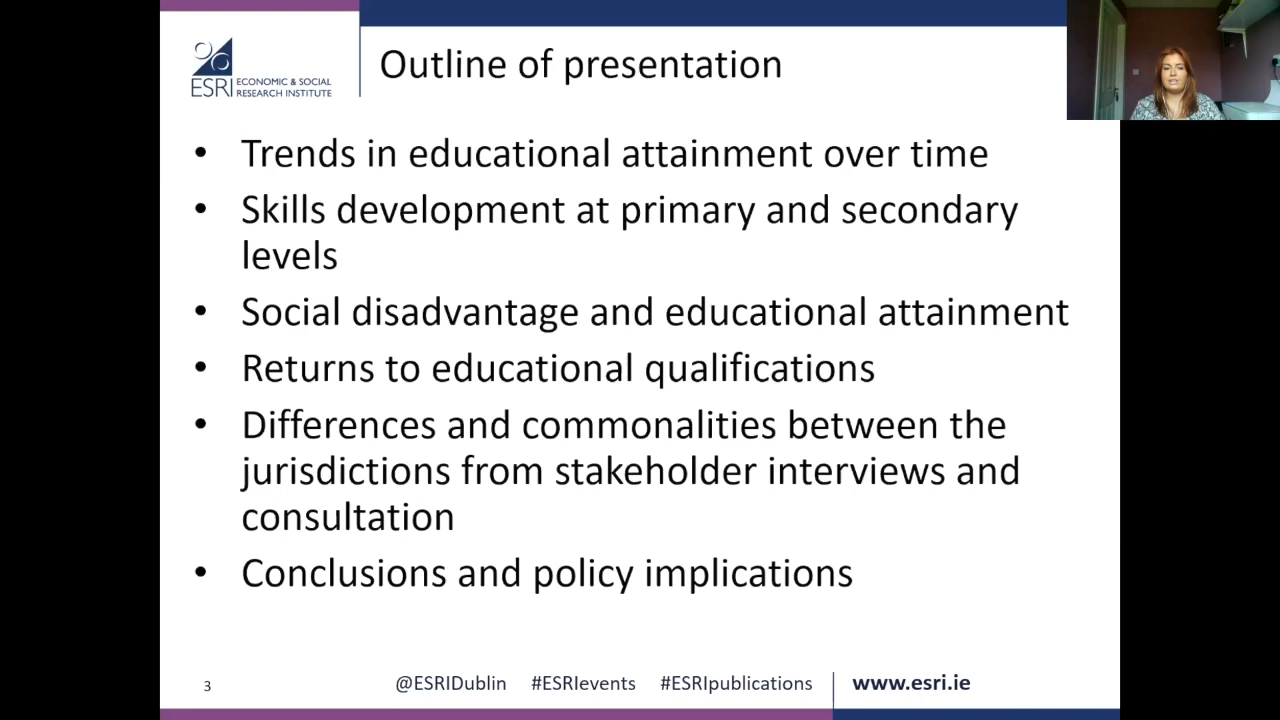 ESRI ECONOMIC & SOCIAL
RESEARCH INSTITUTE
Outline of presentation
• Trends in educational attainment over time
• Skills development at primary and secondary
levels
• Social disadvantage and educational attainment
• Returns to educational qualifications
• Differences and commonalities between the
jurisdictions from stakeholder interviews and
consultation
• Conclusions and policy implications
3 @ESRIDublin #ESRIevents #ESRIpublications www.esri.ie